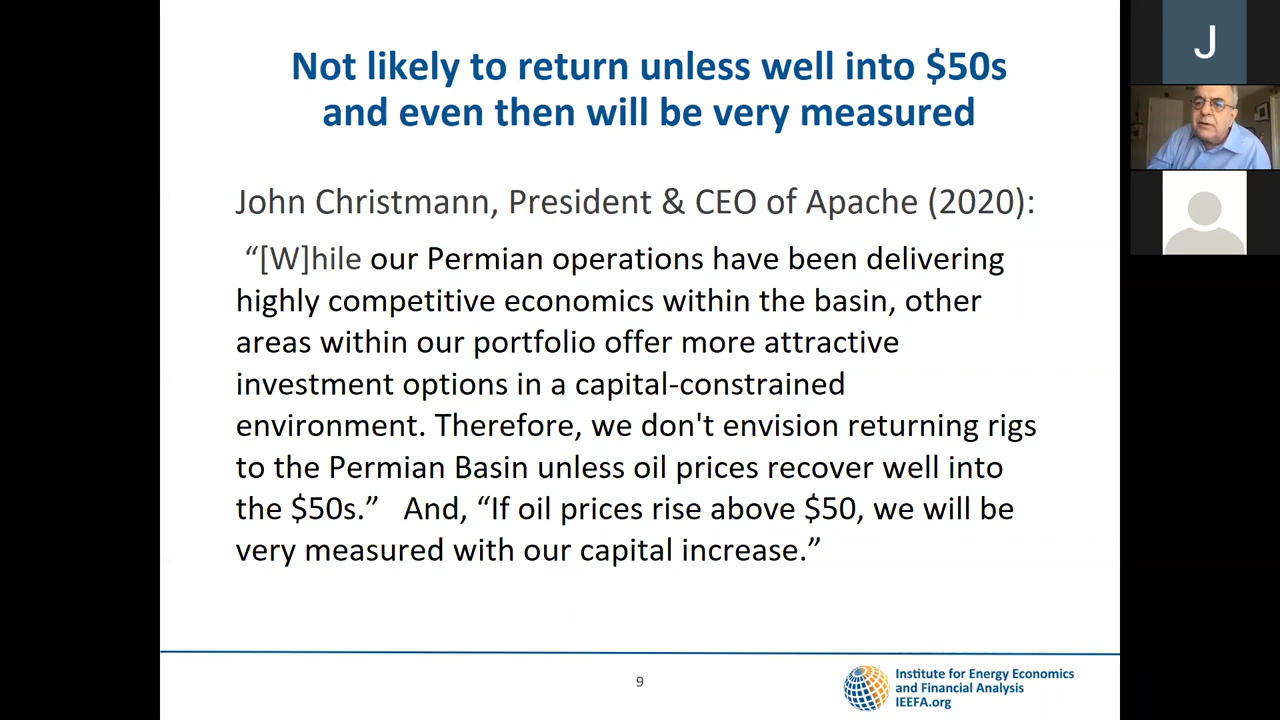 Not likely to return unless well into $50s
and even then will be very measured
John Christmann, President & CEO of Apache (2020):
“[W]hile our Permian operations have been delivering
highly competitive economics within the basin, other
areas within our portfolio offer more attractive
investment options in a capital-constrained
environment. Therefore, we don't envision returning rigs
to the Permian Basin unless oil prices recover well into
the $50s.”   And, “If oil prices rise above $50, we will be
very measured with our capital increase.”
9
Institute for Energy Economics
and Financial Analysis
IEEFA.org
J